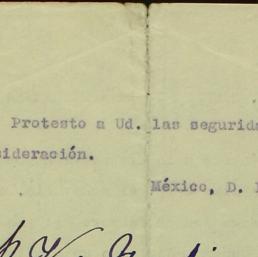 Protesto a Ud. las segurida
sideración.
México, D.